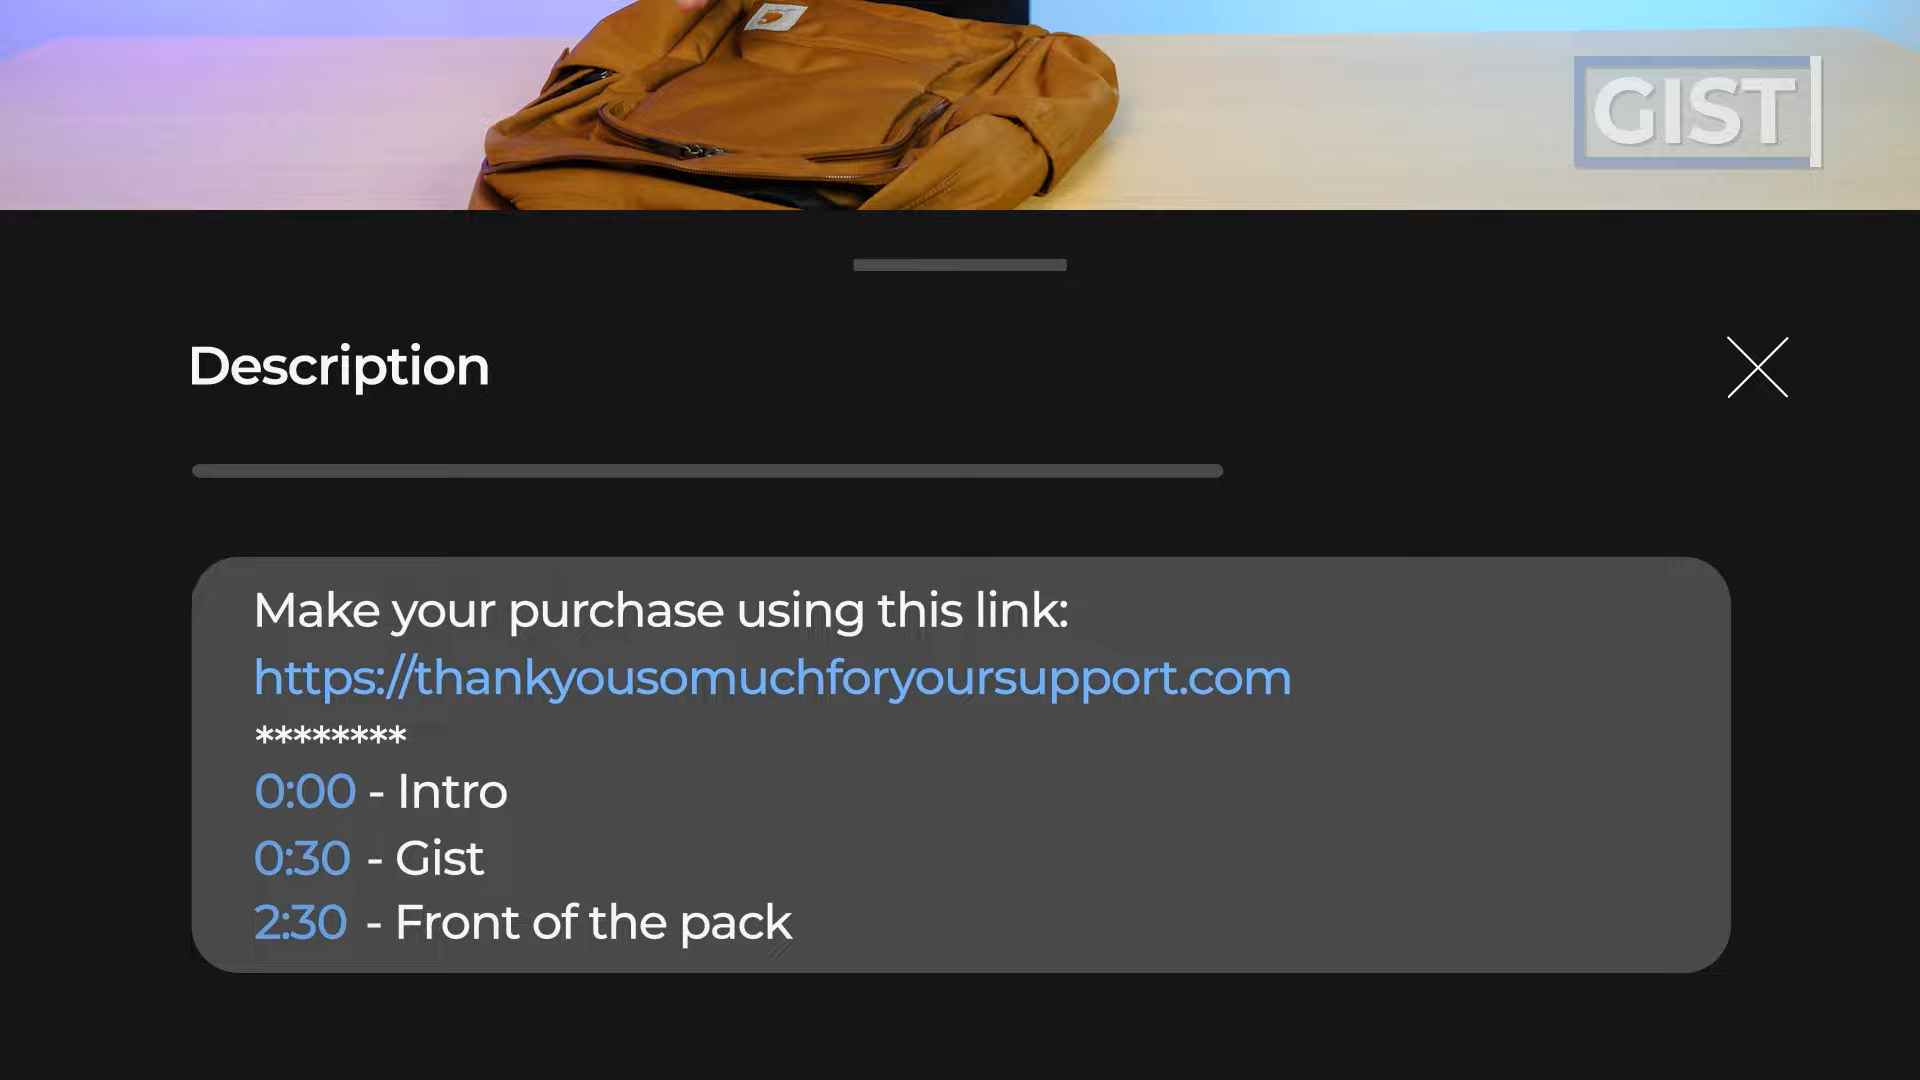 GIST
Description
Make your purchase using this link:
https://thankyousomuchforyoursupport.com
********
0:00 - Intro
0:30 - Gist
2:30 - Front of the pack